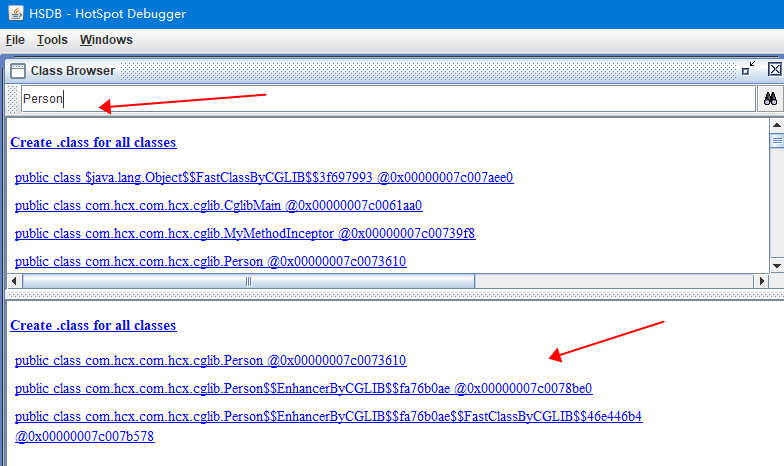 HSDB - HotSpot Debugger
File Tools Windows
Class Browser
Person
Create .class for all classes
public class $java.lang.Object$$FastClassByCGLIB$$3f697993 @0x00000007c007aee0
public class com.hcx.com.hcx.cglib.CglibMain @0x00000007c0061aa0
public class com.hcx.com.hcx.cglib.MyMethodInceptor @0x00000007c00739f8
public class com.hcx.com.hcx.cglib.Person @0x00000007c0073610
Create .class for all classes
public class com.hcx.com.hcx.cglib.Person @0x00000007c0073610
public class com.hcx.com.hcx.cglib.Person$$EnhancerByCGLIB$$fa76b0ae @0x00000007c0078be0
public class com.hcx.com.hcx.cglib.Person$$EnhancerByCGLIB$$fa76b0ae$$FastClassByCGLIB$$46e446b4
@0x00000007c007b578